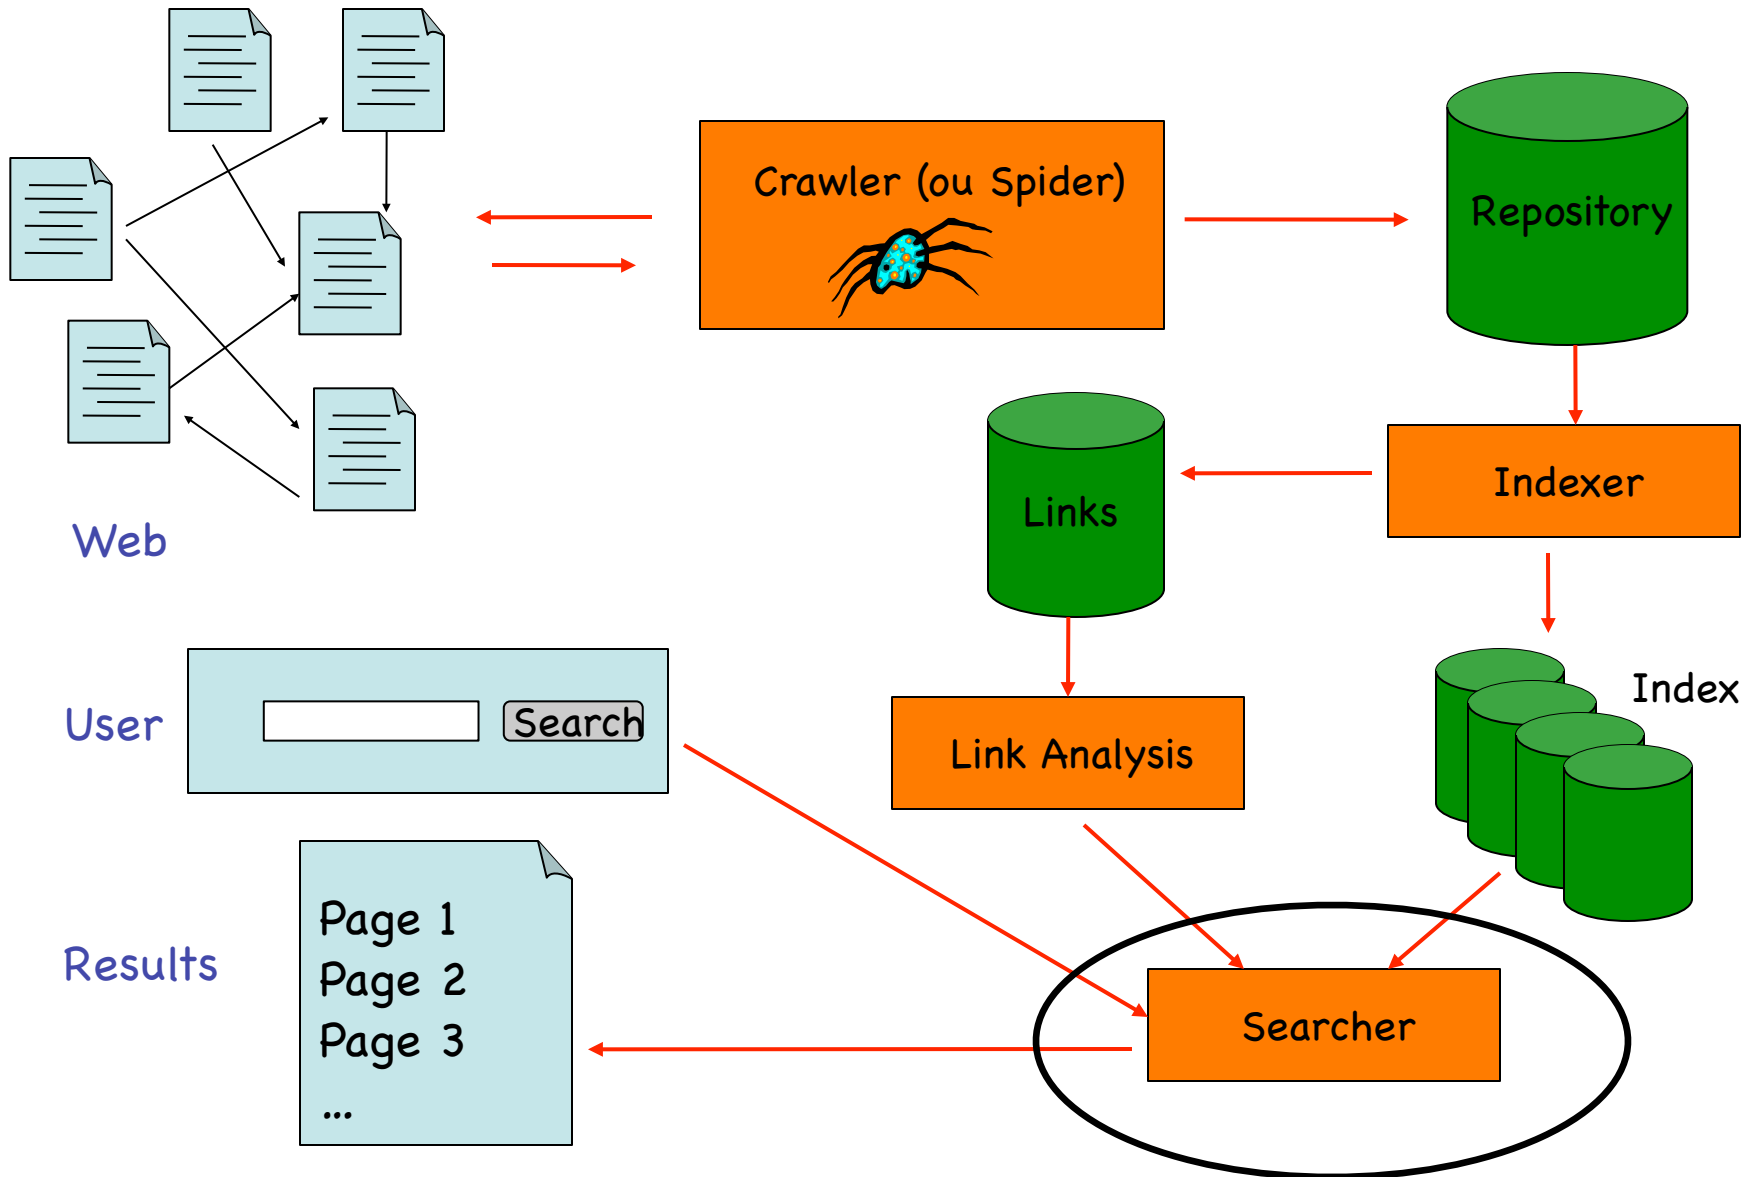 Crawler (ou Spider)
Repository
Indexer
Links
Web
Index
User
Search
Link Analysis
Page 1
Page 2
Results
Page 3
Searcher
...